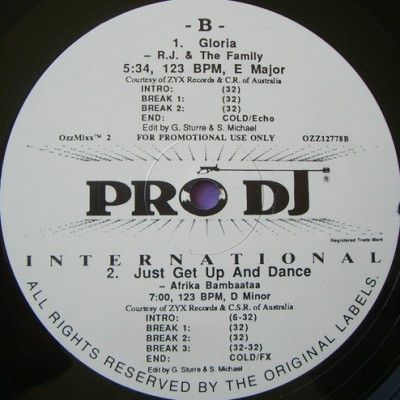 - B -
1. Gloria
- R.J. & The Family
5:34, 123 BPM, E Major
Courtesy of ZYX Records & C.R. of Australia
INTRO: (32)
BREAK 1: (32)
BREAK 2: (32)
END: COLD/Echo
Edit by G. Sturre & S. Michael
OzzMixx™ 2 FOR PROMOTIONAL USE ONLY OZZ12778B
PRO DJ ®
Registered Trade Mark
INTERNATIONAL
2. Just Get Up And Dance
- Afrika Bambaataa
7:00, 123 BPM, D Minor
Courtesy of ZYX Records & C.S.R. of Australia
INTRO: (6-32)
BREAK 1: (32)
BREAK 2: (32)
BREAK 3: (32-32)
END: COLD/FX
Edit by G. Sturre & S. Michael
ALL RIGHTS RESERVED BY THE ORIGINAL LABELS.